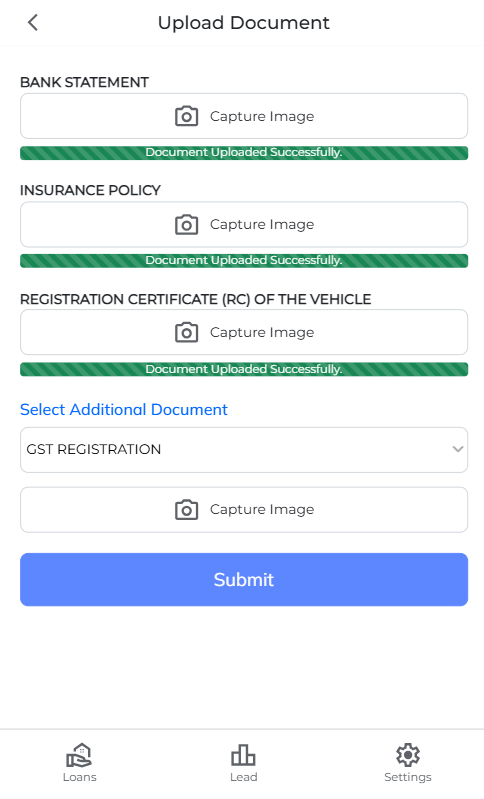 Upload Document
BANK STATEMENT
Capture Image
Document Uploaded Successfully.
INSURANCE POLICY
Capture Image
Document Uploaded Successfully.
REGISTRATION CERTIFICATE (RC) OF THE VEHICLE
Capture Image
Document Uploaded Successfully.
Select Additional Document
GST REGISTRATION
Capture Image
Submit
Loans
Lead
Settings